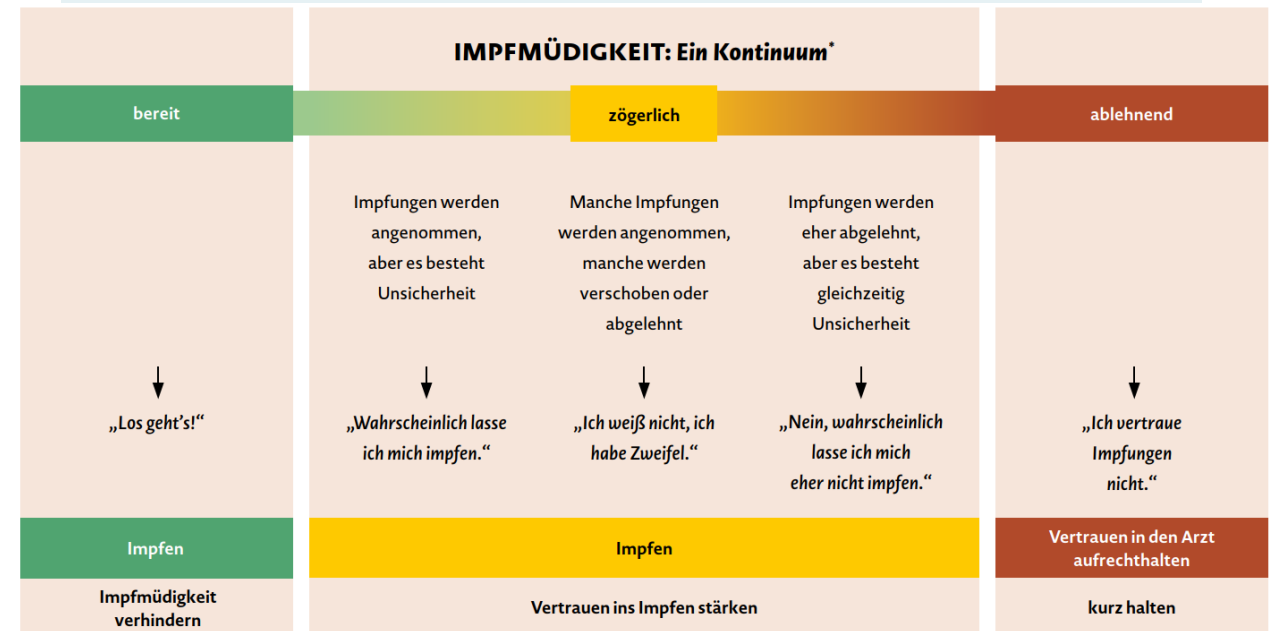 IMPFMÜDIGKEIT: Ein Kontinuum*
bereit
zögerlich
ablehnend
Impfungen werden
angenommen,
aber es besteht
Unsicherheit
Manche Impfungen
werden angenommen,
manche werden
verschoben oder
abgelehnt
Impfungen werden
eher abgelehnt,
aber es besteht
gleichzeitig
Unsicherheit
„Los geht’s!“
„Wahrscheinlich lasse
ich mich impfen.“
„Ich weiß nicht, ich
habe Zweifel.“
„Nein, wahrscheinlich
lasse ich mich
eher nicht impfen.“
„Ich vertraue
Impfungen
nicht.“
Impfen
Impfen
Vertrauen in den Arzt
aufrechthalten
Impfmüdigkeit
verhindern
Vertrauen ins Impfen stärken
kurz halten